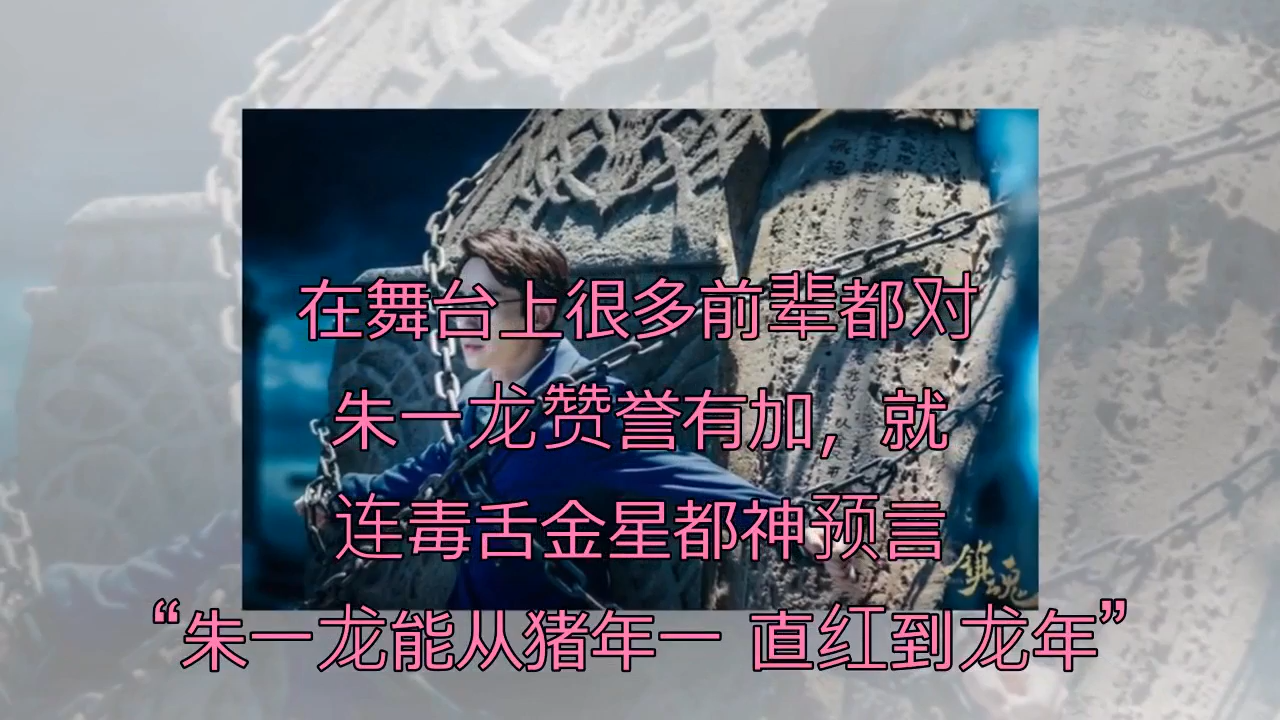 在舞台上很多前辈都对
朱一龙赞誉有加，就
连毒舌金星都神预言
“朱一龙能从猪年一 直红到龙年”
鎮魂